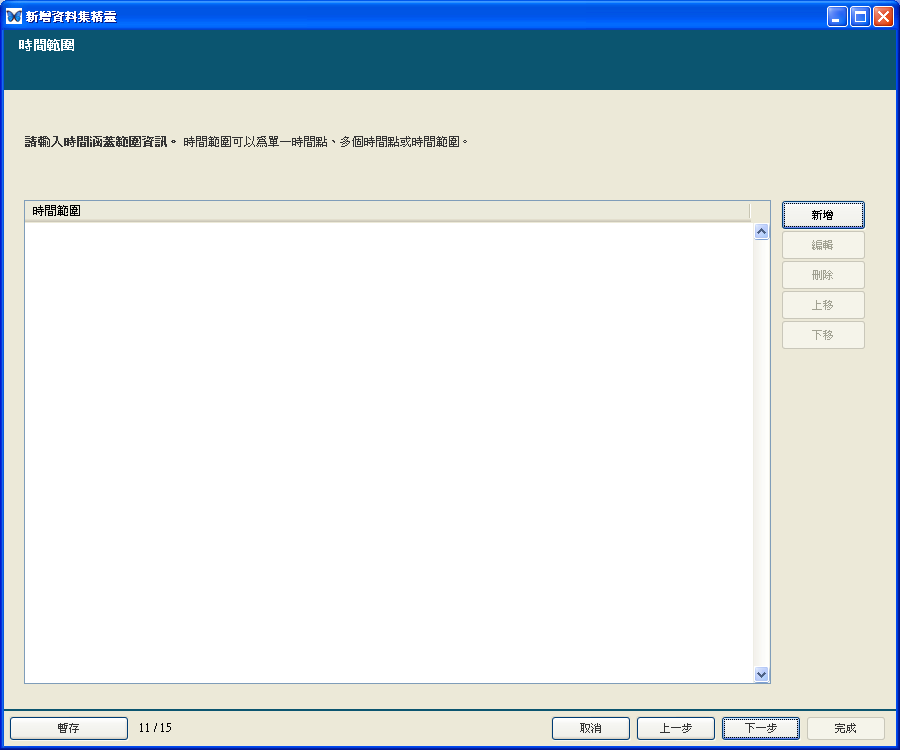 新增資料集精靈
時間範圍
請輸入時間涵蓋範圍資訊。 時間範圍可以為單一時間點、多個時間點或時間範圍。
時間範圍
新增
編輯
刪除
上移
下移
暫存 11 / 15 取消 上一步 下一步 完成